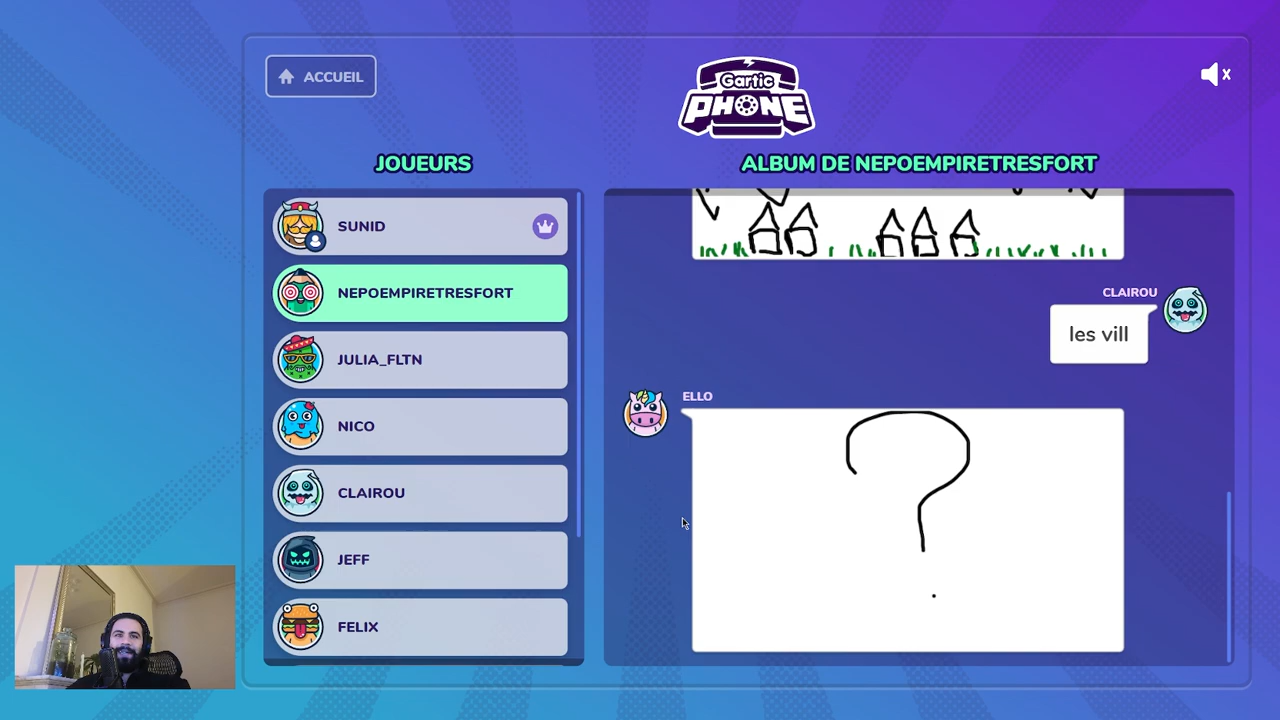 ACCUEIL
Gartic
PHONE
JOUEURS
ALBUM DE NEPOEMPIRETRESFORT
SUNID
NEPOEMPIRETRESFORT
JULIA_FLTN
NICO
CLAIROU
JEFF
FELIX
CLAIROU
les vill
ELLO
?